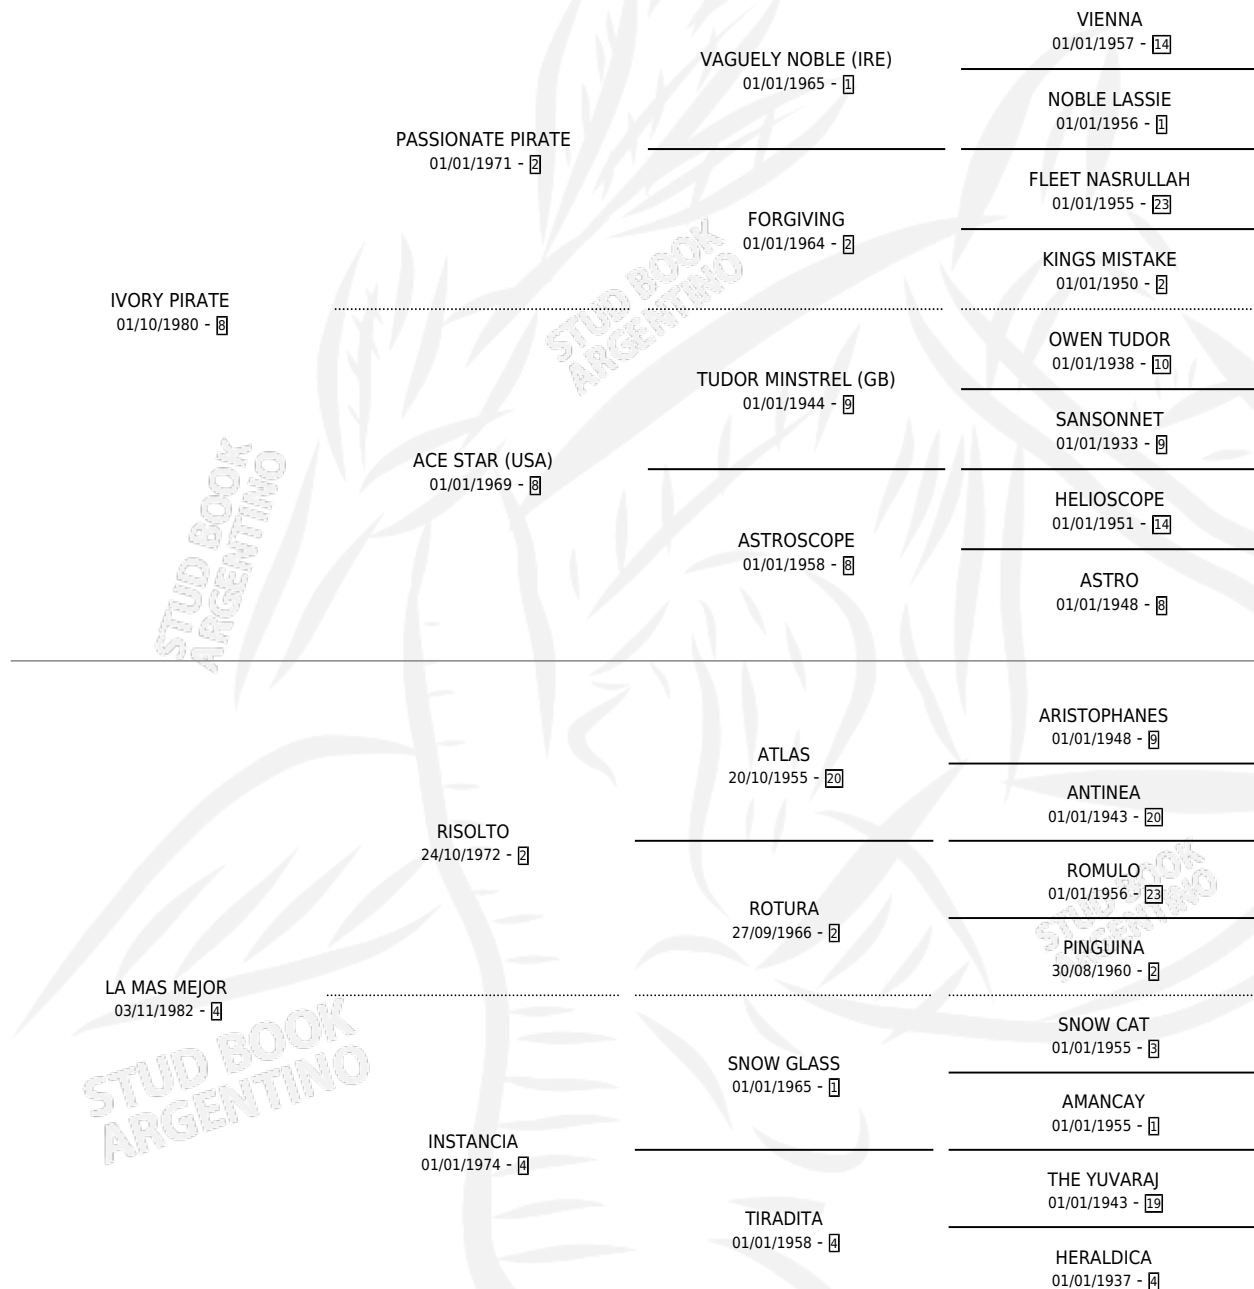 VIENNA
01/01/1957 - 14
VAGUELY NOBLE (IRE)
01/01/1965 - 1
NOBLE LASSIE
01/01/1956 - 1
PASSIONATE PIRATE
01/01/1971 - 2
FLEET NASRULLAH
01/01/1955 - 23
FORGIVING
01/01/1964 - 2
KINGS MISTAKE
01/01/1950 - 2
IVORY PIRATE
01/10/1980 - 8
OWEN TUDOR
01/01/1938 - 10
TUDOR MINSTREL (GB)
01/01/1944 - 9
SANSONNET
01/01/1933 - 9
ACE STAR (USA)
01/01/1969 - 8
HELIOSCOPE
01/01/1951 - 14
ASTROSCOPE
01/01/1958 - 8
ASTRO
01/01/1948 - 8
ARISTOPHANES
01/01/1948 - 9
ATLAS
20/10/1955 - 20
ANTINEA
01/01/1943 - 20
RISOLTO
24/10/1972 - 2
ROMULO
01/01/1956 - 23
ROTURA
27/09/1966 - 2
PINGUINA
30/08/1960 - 2
LA MAS MEJOR
03/11/1982 - 4
SNOW CAT
01/01/1955 - 3
SNOW GLASS
01/01/1965 - 1
AMANCAY
01/01/1955 - 1
INSTANCIA
01/01/1974 - 4
THE YUVARAJ
01/01/1943 - 19
TIRADITA
01/01/1958 - 4
HERALDICA
01/01/1937 - 4
STUD BOOK
ARGENTINO
STUD BOOK
ARGENTINO
STUD BOOK
ARGENTINO
STUD BOOK
ARGENTINO